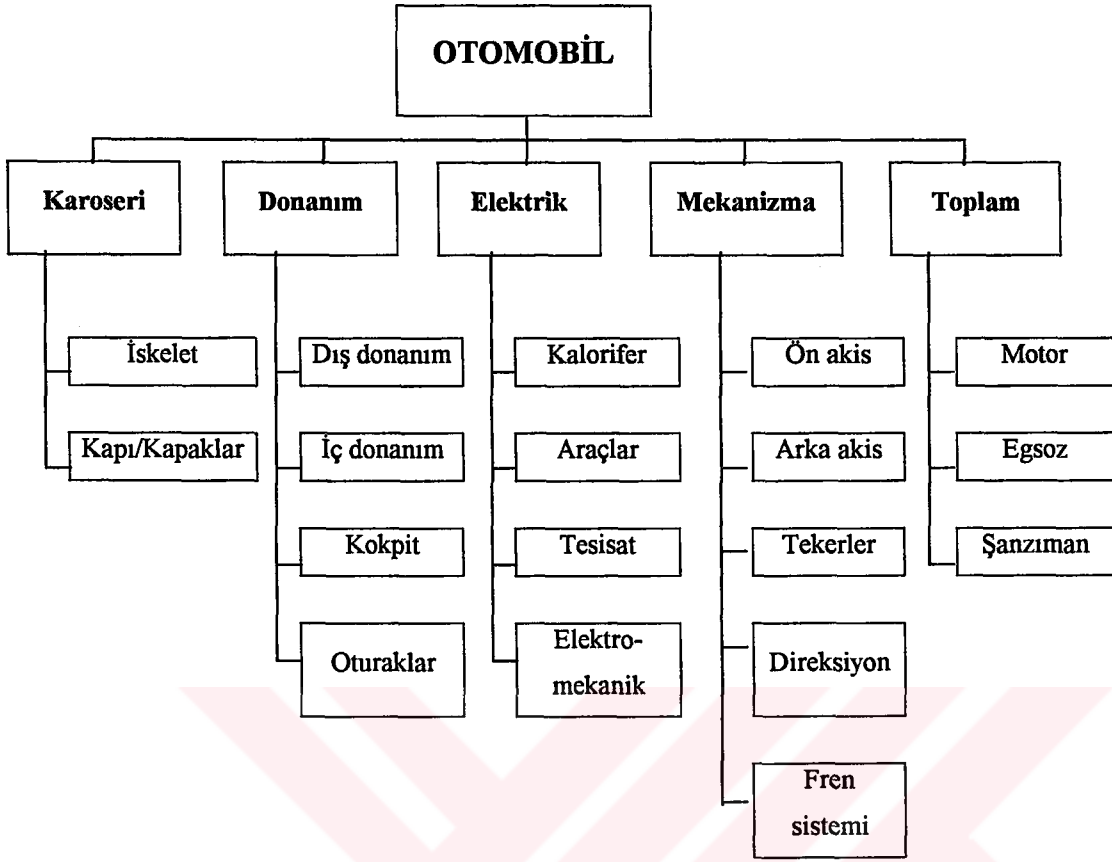 OTOMOBİL
Karoseri
Donanım
Elektrik
Mekanizma
Toplam
İskelet
Dış donanım
Kalorifer
Ön akis
Motor
Kapı/Kapaklar
İç donanım
Araçlar
Arka akis
Egsoz
Kokpit
Tesisat
Tekerler
Şanzıman
Oturaklar
Elektro-
mekanik
Direksiyon
Fren
sistemi